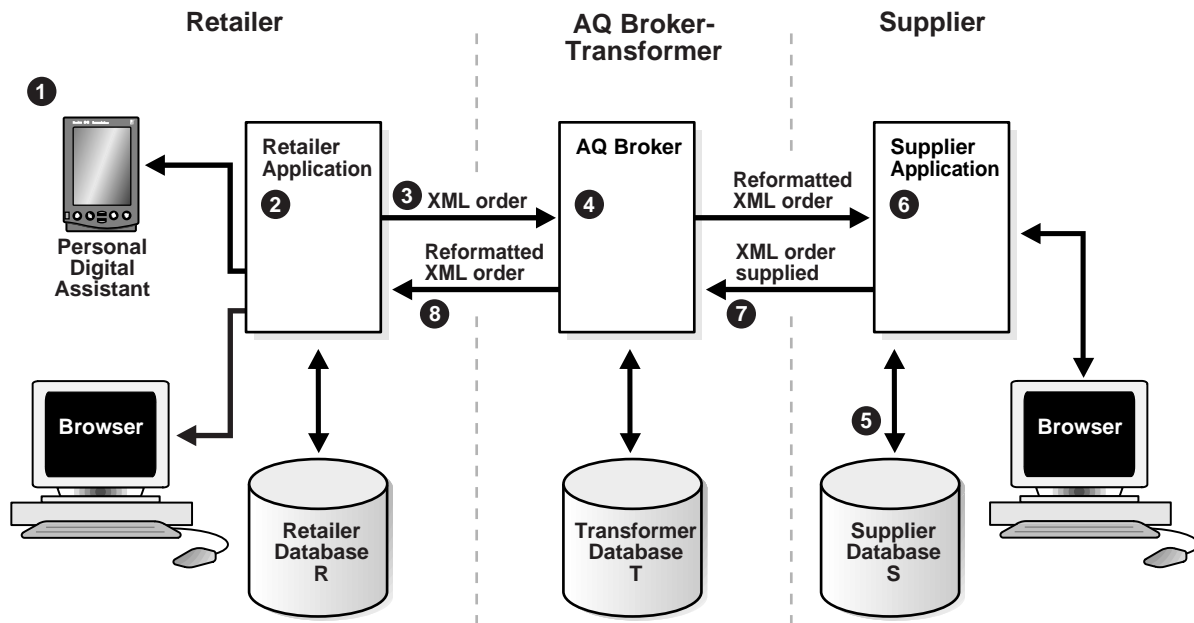 Retailer
AQ Broker-
Transformer
Supplier
1
Personal
Digital
Assistant
Retailer
Application
2
3
XML order
AQ Broker
4
Reformatted
XML order
Supplier
Application
6
Reformatted
XML order
8
XML order
supplied
7
Browser
5
Browser
Retailer
Database
R
Transformer
Database
T
Supplier
Database
S